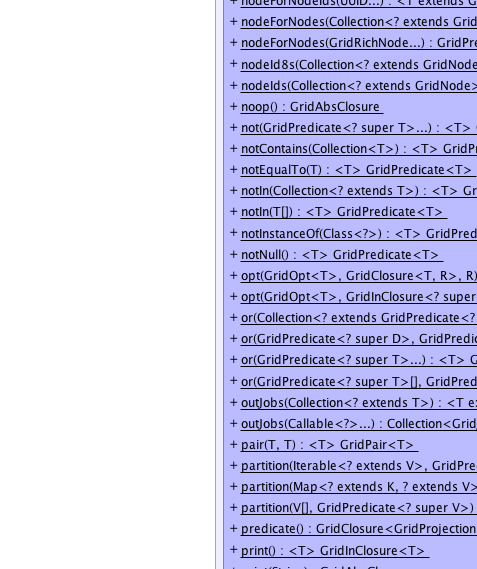 + nodeForNodeIds(UUID...) : <T extends G
+ nodeForNodes(Collection<? extends Grid
+ nodeForNodes(GridRichNode...) : GridPre
+ nodeId8s(Collection<? extends GridNode
+ nodeIds(Collection<? extends GridNode>
+ noop() : GridAbsClosure
+ not(GridPredicate<? super T>...) : <T>
+ notContains(Collection<T>) : <T> GridPr
+ notEqualTo(T) : <T> GridPredicate<T>
+ notIn(Collection<? extends T>) : <T> Gr
+ notIn(T[]) : <T> GridPredicate<T>
+ notInstanceOf(Class<?>) : <T> GridPred
+ notNull() : <T> GridPredicate<T>
+ opt(GridOpt<T>, GridClosure<T, R>, R)
+ opt(GridOpt<T>, GridInClosure<? super
+ or(Collection<? extends GridPredicate<?
+ or(GridPredicate<? super D>, GridPredic
+ or(GridPredicate<? super T>...) : <T> G
+ or(GridPredicate<? super T>[], GridPred
+ outJobs(Collection<? extends T>) : <T ex
+ outJobs(Callable<?>...) : Collection<Grid
+ pair(T, T) : <T> GridPair<T>
+ partition(Iterable<? extends V>, GridPre
+ partition(Map<? extends K, ? extends V>
+ partition(V[], GridPredicate<? super V>)
+ predicate() : GridClosure<GridProjection
+ print() : <T> GridInClosure<T>